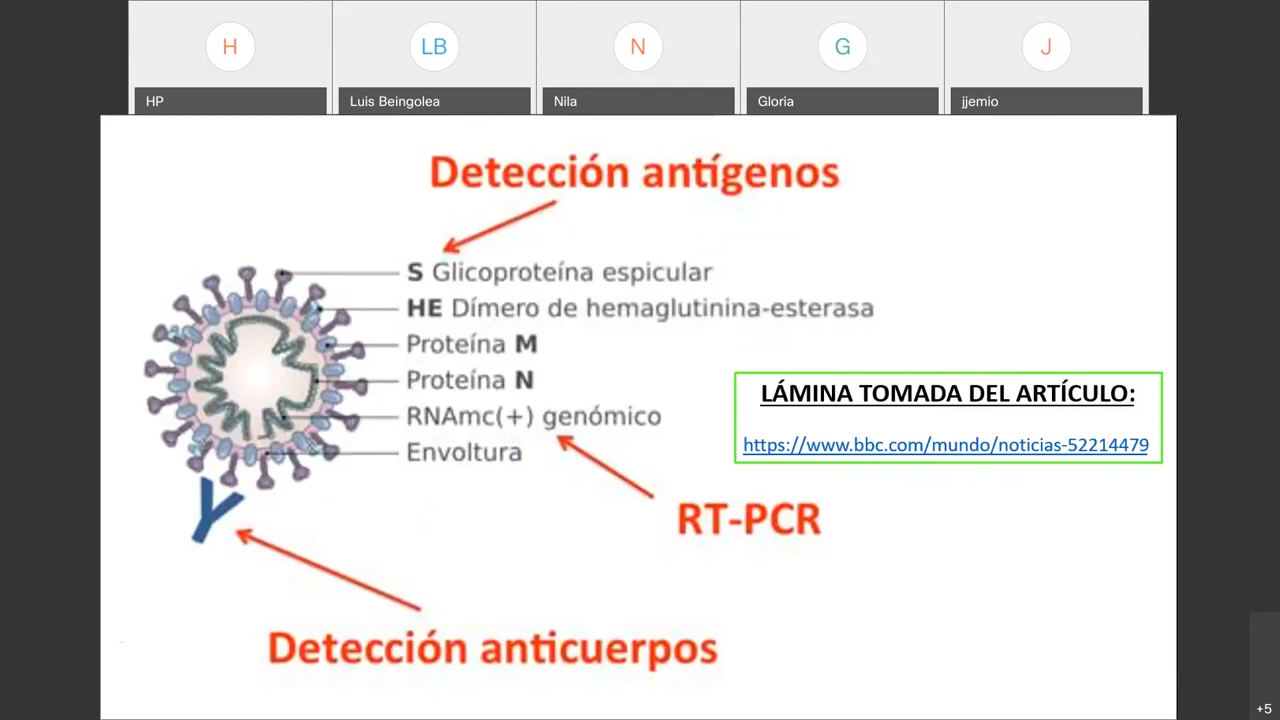 H
LB
N
G
J
HP
Luis Beingolea
Nila
Gloria
jjemio
Detección antígenos
S Glicoproteína espicular
HE Dímero de hemaglutinina-esterasa
Proteína M
Proteína N
RNAmc(+) genómico
Envoltura
LÁMINA TOMADA DEL ARTÍCULO:
https://www.bbc.com/mundo/noticias-52214479
RT-PCR
Detección anticuerpos
+5